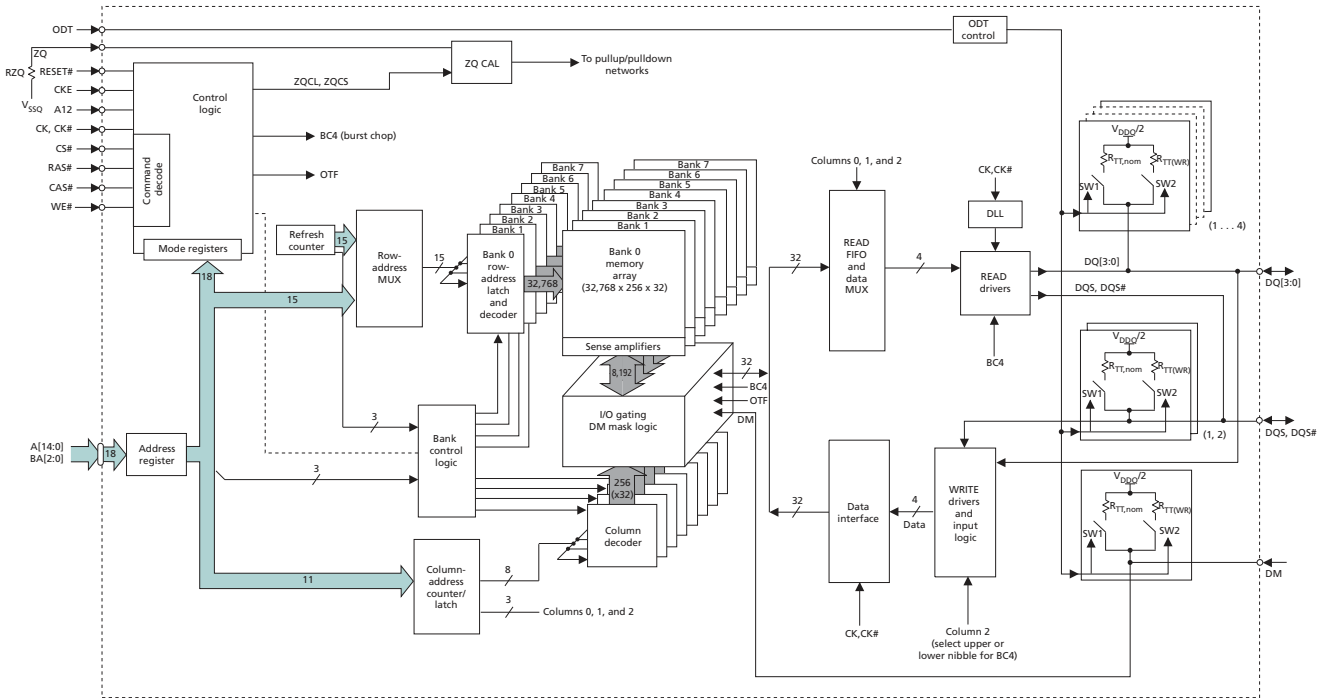 ODT
ODT
control
ZQ
RZQ
VSSQ
RESET#
CKE
A12
CK, CK#
CS#
RAS#
CAS#
WE#
Control
logic
Command
decode
Mode registers
ZQCL, ZQCS
ZQ CAL
To pullup/pulldown
networks
BC4 (burst chop)
OTF
Refresh
counter
15
Row-
address
MUX
15
18
15
Bank 7
Bank 6
Bank 5
Bank 4
Bank 3
Bank 2
Bank 1
Bank 0
row-
address
latch
and
decoder
32,768
Bank 7
Bank 6
Bank 5
Bank 4
Bank 3
Bank 2
Bank 1
Bank 0
memory
array
(32,768 x 256 x 32)
Sense amplifiers
8,192
I/O gating
DM mask logic
32
BC4
OTF
DM
256
(x32)
Column
decoder
3
3
Bank
control
logic
A[14:0]
BA[2:0]
18
Address
register
11
Column-
address
counter/
latch
8
3
Columns 0, 1, and 2
Columns 0, 1, and 2
32
READ
FIFO
and
data
MUX
4
CK,CK#
DLL
READ
drivers
BC4
DQ[3:0]
DQS, DQS#
32
Data
interface
CK,CK#
4
Data
WRITE
drivers
and
input
logic
Column 2
(select upper or
lower nibble for BC4)
VDDQ/2
RTT,nom
RTT(WR)
SW1
SW2
(1 . . . 4)
DQ[3:0]
VDDQ/2
RTT,nom
RTT(WR)
SW1
SW2
(1, 2)
DQS, DQS#
VDDQ/2
RTT,nom
RTT(WR)
SW1
SW2
DM